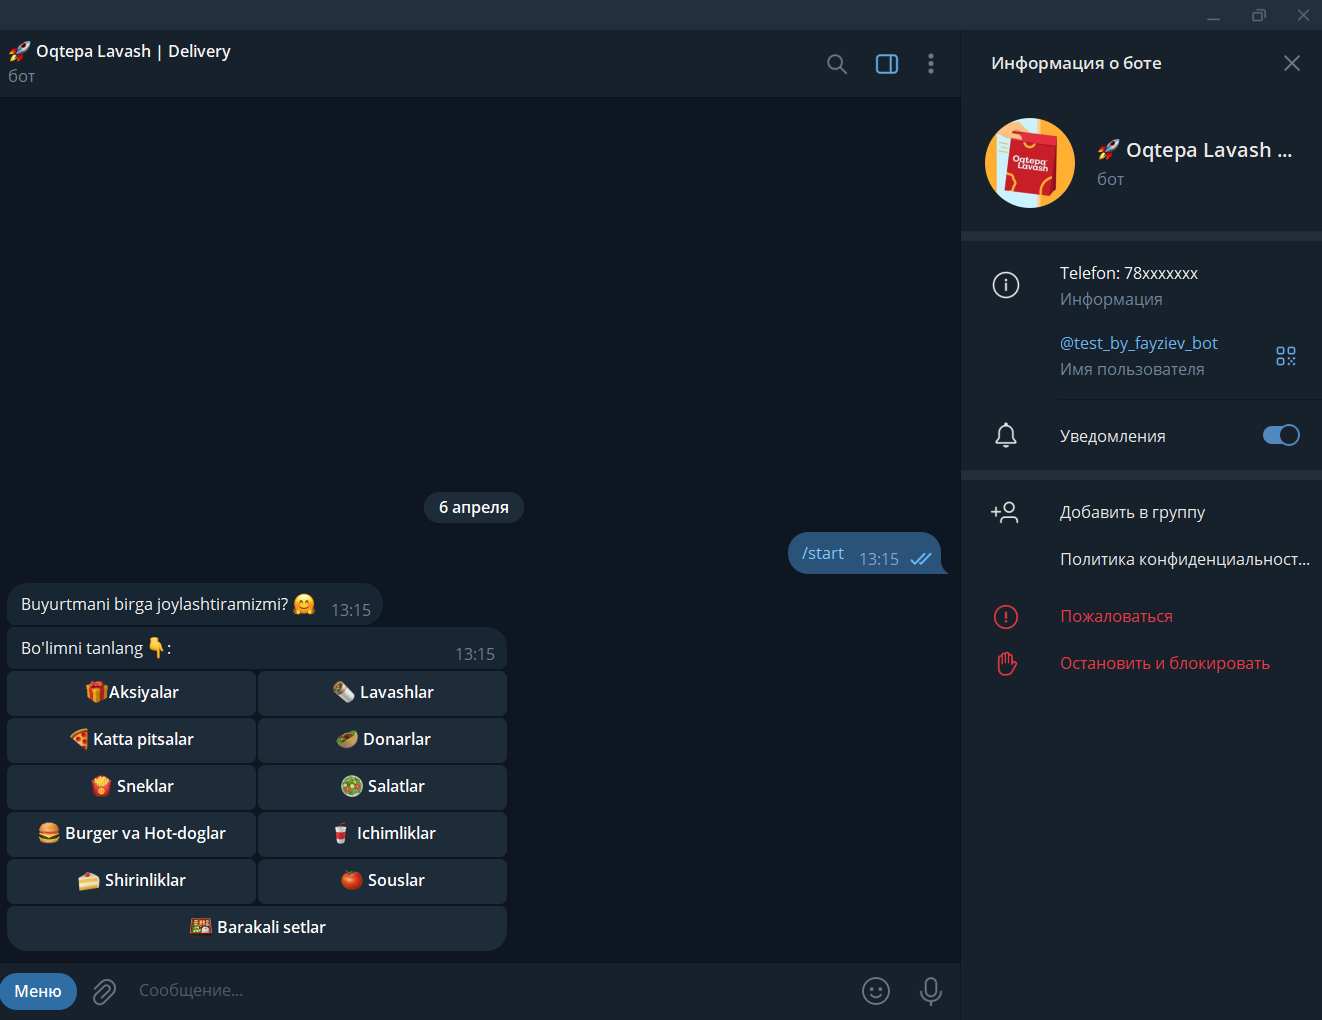 🚀 Oqtepa Lavash | Delivery
бот
6 апреля
/start 13:15
Buyurtmani birga joylashtiramizmi? 🤗 13:15
Bo'limni tanlang 👇: 13:15
🎁Aksiyalar
🌯 Lavashlar
🍕 Katta pitsalar
🥙 Donarlar
🍟 Sneklar
🥗 Salatlar
🍔 Burger va Hot-doglar
🥤 Ichimliklar
🍰 Shirinliklar
🍅 Souslar
🍱 Barakali setlar
Меню
Сообщение...
Информация о боте
Oqtepa Lavash
🚀 Oqtepa Lavash ...
бот
Telefon: 78xxxxxxx
Информация
@test_by_fayziev_bot
Имя пользователя
Уведомления
Добавить в группу
Политика конфиденциальност...
Пожаловаться
Остановить и блокировать